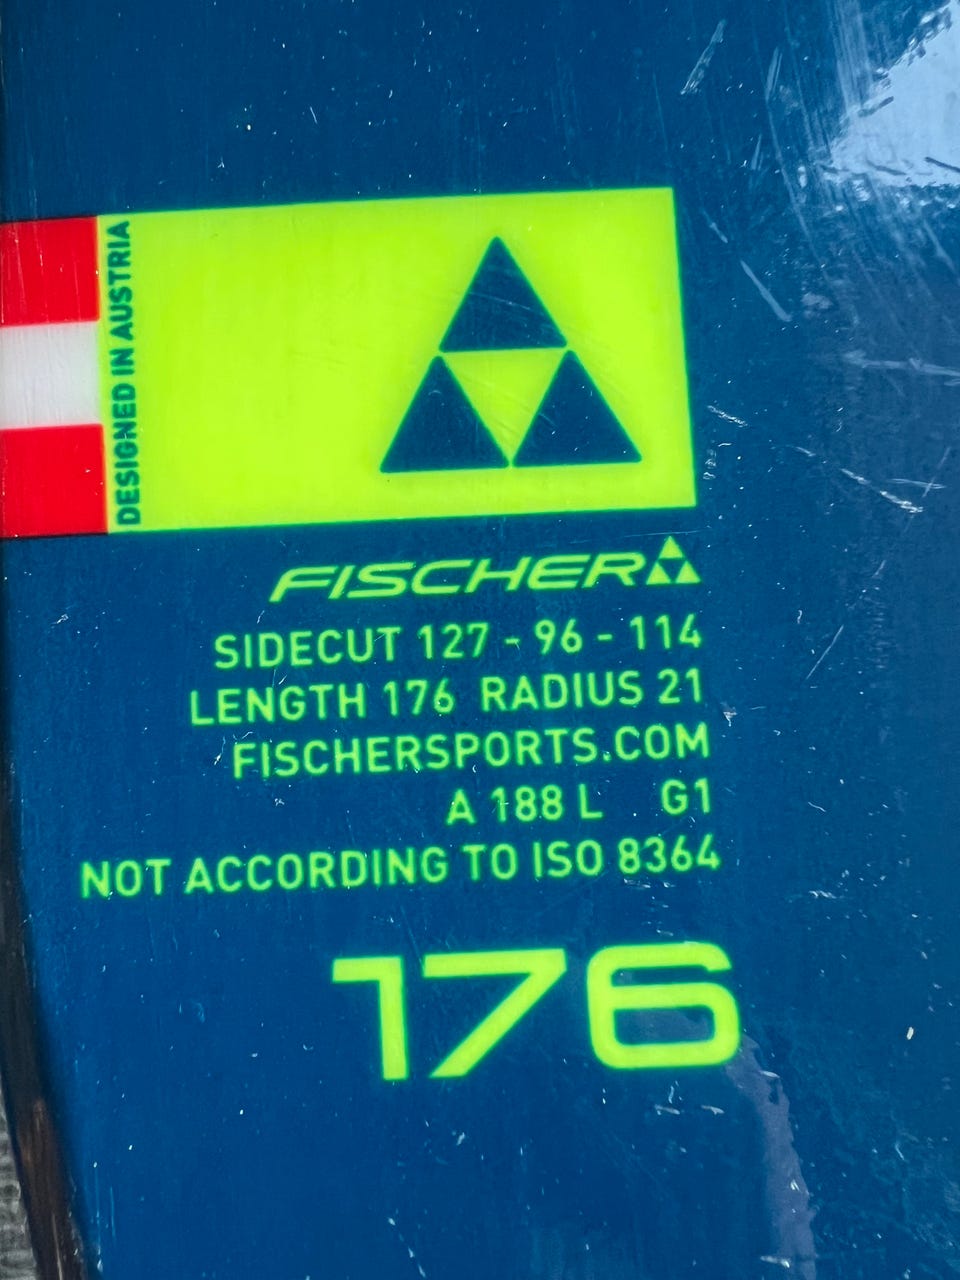 DESIGNED IN AUSTRIA
FISCHER
SIDECUT 127 - 96 - 114
LENGTH 176 RADIUS 21
FISCHERSPORTS.COM
A 188 L G1
NOT ACCORDING TO ISO 8364
176